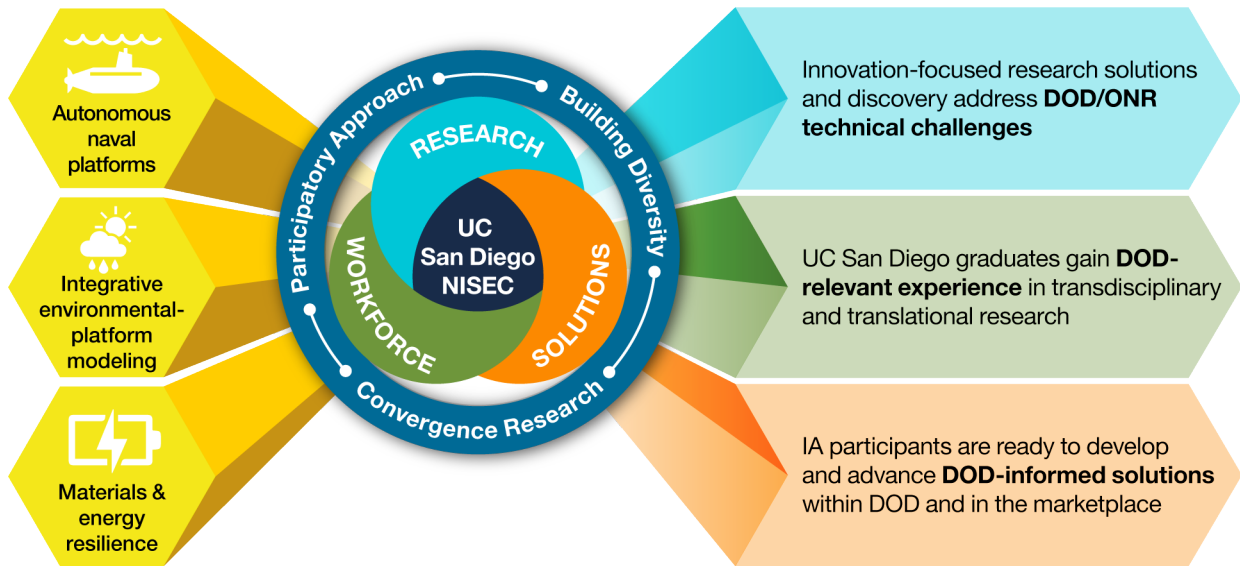 Autonomous
naval
platforms
Integrative
environmental-
platform
modeling
Materials &
energy
resilience
Participatory Approach
Building Diversity
Convergence Research
RESEARCH
WORKFORCE
SOLUTIONS
UC
San Diego
NISEC
Innovation-focused research solutions
and discovery address DOD/ONR
technical challenges
UC San Diego graduates gain DOD-
relevant experience in transdisciplinary
and translational research
IA participants are ready to develop
and advance DOD-informed solutions
within DOD and in the marketplace